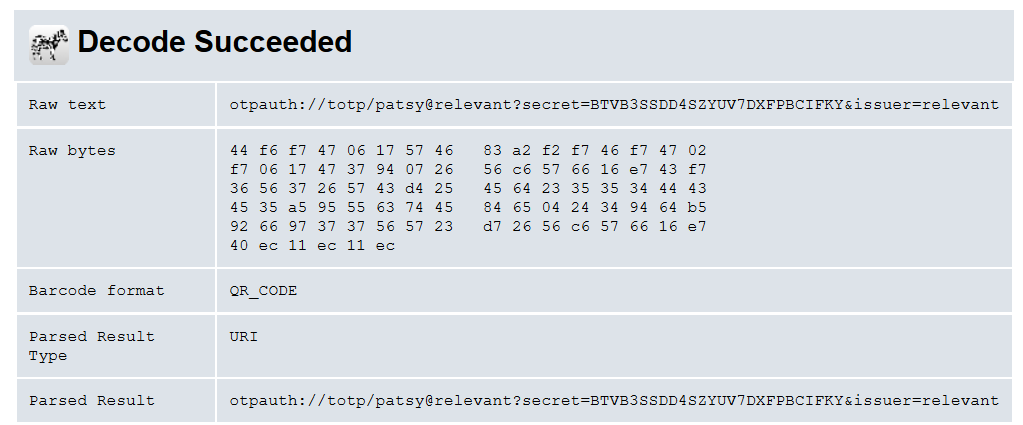 Decode Succeeded
Raw text otpauth://totp/patsy@relevant?secret=BTVB3SSDD4SZYUV7DXFPBCIFKY&issuer=relevant
Raw bytes 44 f6 f7 47 06 17 57 46 83 a2 f2 f7 46 f7 47 02
f7 06 17 47 37 94 07 26 56 c6 57 66 16 e7 43 f7
36 56 37 26 57 43 d4 25 45 64 23 35 35 34 44 43
45 35 a5 95 55 63 74 45 84 65 04 24 34 94 64 b5
92 66 97 37 37 56 57 23 d7 26 56 c6 57 66 16 e7
40 ec 11 ec 11 ec
Barcode format QR_CODE
Parsed Result URI
Type
Parsed Result otpauth://totp/patsy@relevant?secret=BTVB3SSDD4SZYUV7DXFPBCIFKY&issuer=relevant